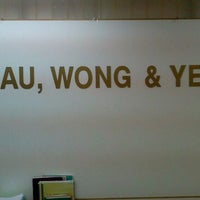 AU, WONG & YE